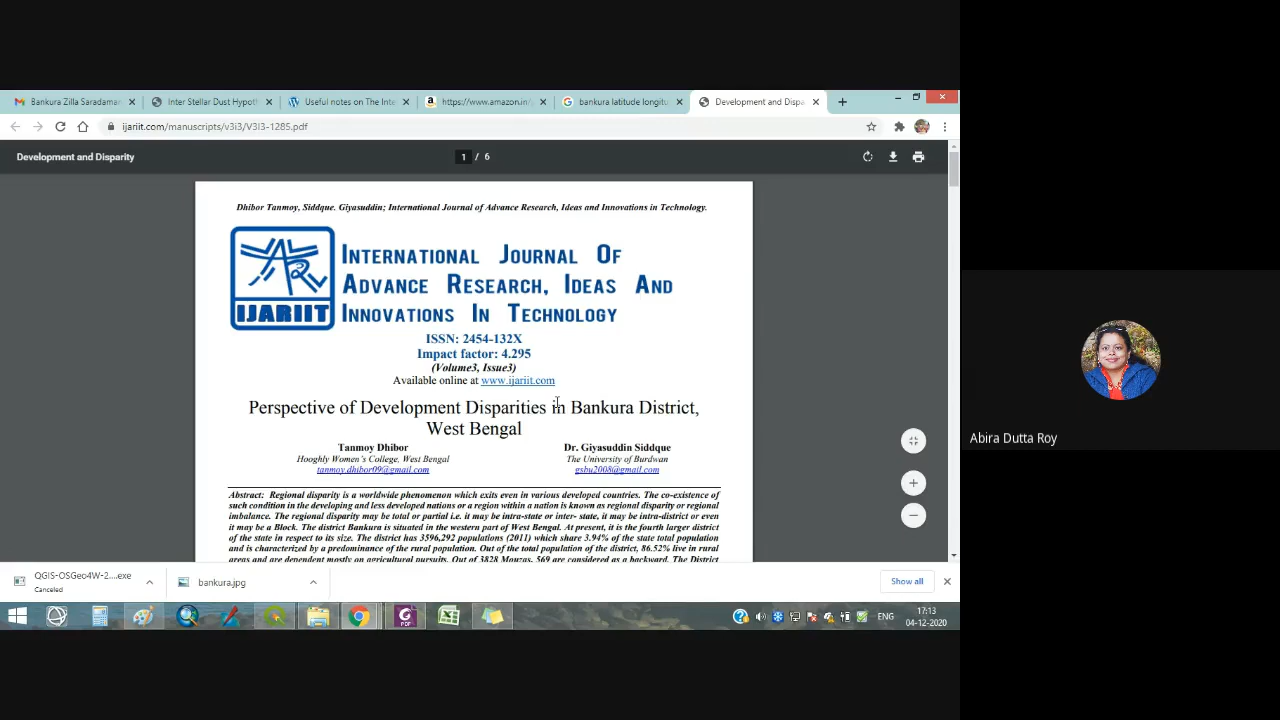 Bankura Zilla Saradamar
Inter Stellar Dust Hypoth
Useful notes on The Inte
https://www.amazon.in/
bankura latitude longitu
Development and Dispa
ijariit.com/manuscripts/v3i3/V3I3-1285.pdf
Development and Disparity
1 / 6
Dhibor Tanmoy, Siddque. Giyasuddin; International Journal of Advance Research, Ideas and Innovations in Technology.
INTERNATIONAL JOURNAL OF
ADVANCE RESEARCH, IDEAS AND
INNOVATIONS IN TECHNOLOGY
IJARIIT
ISSN: 2454-132X
Impact factor: 4.295
(Volume3, Issue3)
Available online at www.ijariit.com
Perspective of Development Disparities in Bankura District,
West Bengal
Tanmoy Dhibor
Hooghly Women's College, West Bengal
tanmoy.dhibor09@gmail.com
Dr. Giyasuddin Siddque
The University of Burdwan
gsbu2008@gmail.com
Abstract: Regional disparity is a worldwide phenomenon which exits even in various developed countries. The co-existence of
such condition in the developing and less developed nations or a region within a nation is known as regional disparity or regional
imbalance. The regional disparity may be total or partial i.e. it may be intra-state or inter- state, it may be intra-district or even
it may be a Block. The district Bankura is situated in the western part of West Bengal. At present, it is the fourth larger district
of the state in respect to its size. The district has 3596,292 populations (2011) which share 3.94% of the state total population
and is characterized by a predominance of the rural population. Out of the total population of the district, 86.52% live in rural
areas and are dependent mostly on agricultural pursuits. Out of 3828 Mouzas, 569 are considered as a backward. The District
Abira Dutta Roy
QGIS-OSGeo4W-2....exe
Canceled
bankura.jpg
Show all
PDF
ENG
17:13
04-12-2020